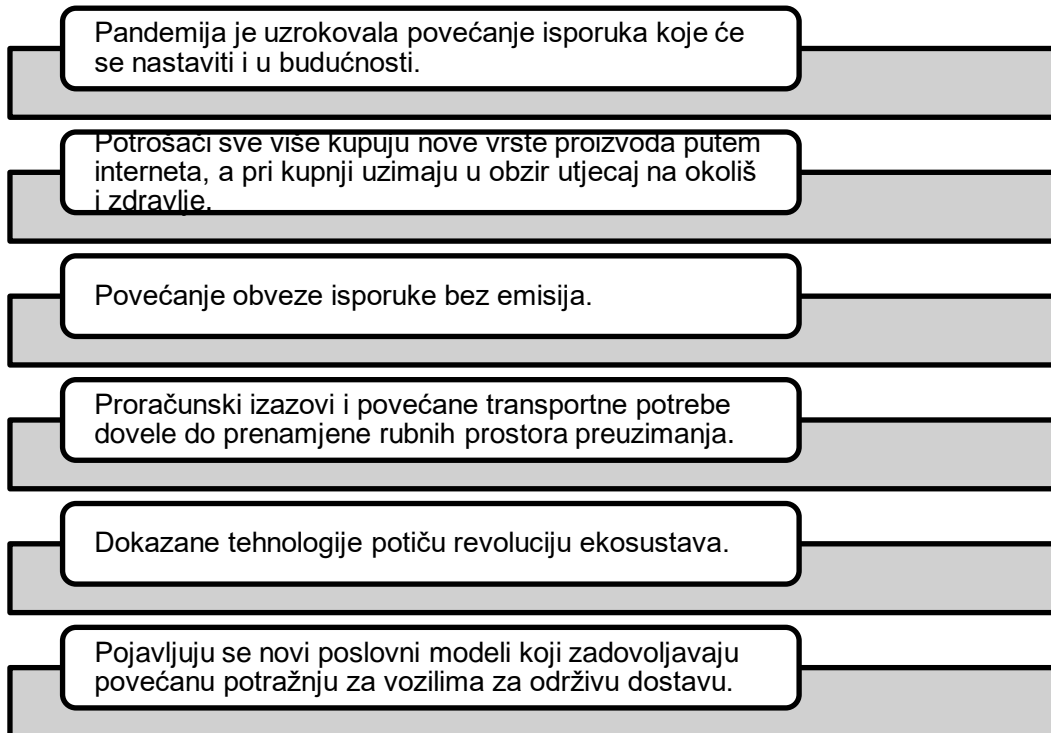 Pandemija je uzrokovala povećanje isporuka koje će
se nastaviti i u budućnosti.
Potrošači sve više kupuju nove vrste proizvoda putem
interneta, a pri kupnji uzimaju u obzir utjecaj na okoliš
i zdravlje.
Povećanje obveze isporuke bez emisija.
Proračunski izazovi i povećane transportne potrebe
dovele do prenamjene rubnih prostora preuzimanja.
Dokazane tehnologije potiču revoluciju ekosustava.
Pojavljuju se novi poslovni modeli koji zadovoljavaju
povećanu potražnju za vozilima za održivu dostavu.